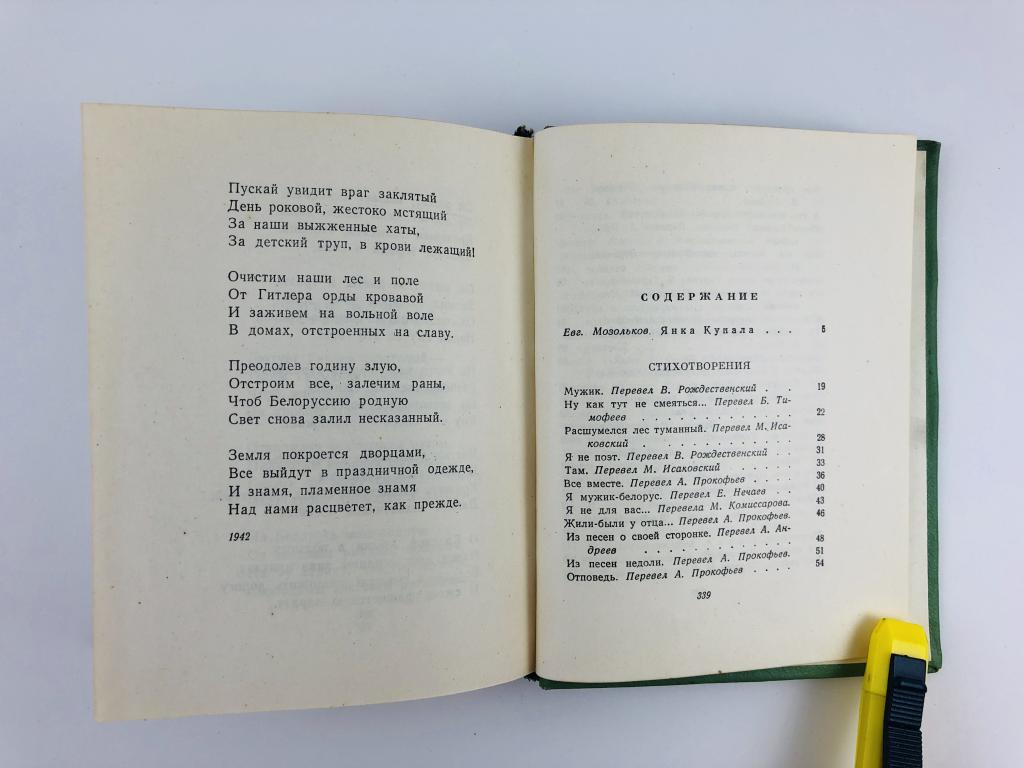 Пускай увидит враг заклятый
День роковой, жестоко мстящий
За наши выжженные хаты,
За детский труп, в крови лежащий!
Очистим наши лес и поле
От Гитлера орды кровавой
И заживем на вольной воле
В домах, отстроенных на славу.
Преодолев годину злую,
Отстроим все, залечим раны,
Чтоб Белоруссию родную
Свет снова залил несказанный.
Земля покроется дворцами,
Все выйдут в праздничной одежде,
И знамя, пламенное знамя
Над нами расцветет, как прежде.
1942
СОДЕРЖАНИЕ
Евг. Мозольков. Янка Купала . . . 5
СТИХОТВОРЕНИЯ
Мужик. Перевел В. Рождественский . . 19
Ну как тут не смеяться... Перевел Б. Ти-
мофеев . . . . . . . . . . . . 22
Расшумелся лес туманный. Перевел М. Иса-
ковский . . . . . . . . . . . 28
Я не поэт. Перевел В. Рождественский . . 31
Там. Перевел М. Исаковский . . . . . 33
Все вместе. Перевел А. Прокофьев . . . 36
Я мужик-белорус. Перевел Е. Нечаев . . 40
Я не для вас... Перевела М. Комиссарова. 43
Жили-были у отца... Перевел А. Прокофьев. 46
Из песен о своей сторонке. Перевел А. Ан-
дреев . . . . . . . . . . . . 48
Из песен недоли. Перевел А. Прокофьев. 51
Отповедь. Перевел А. Прокофьев . . . . 54
339